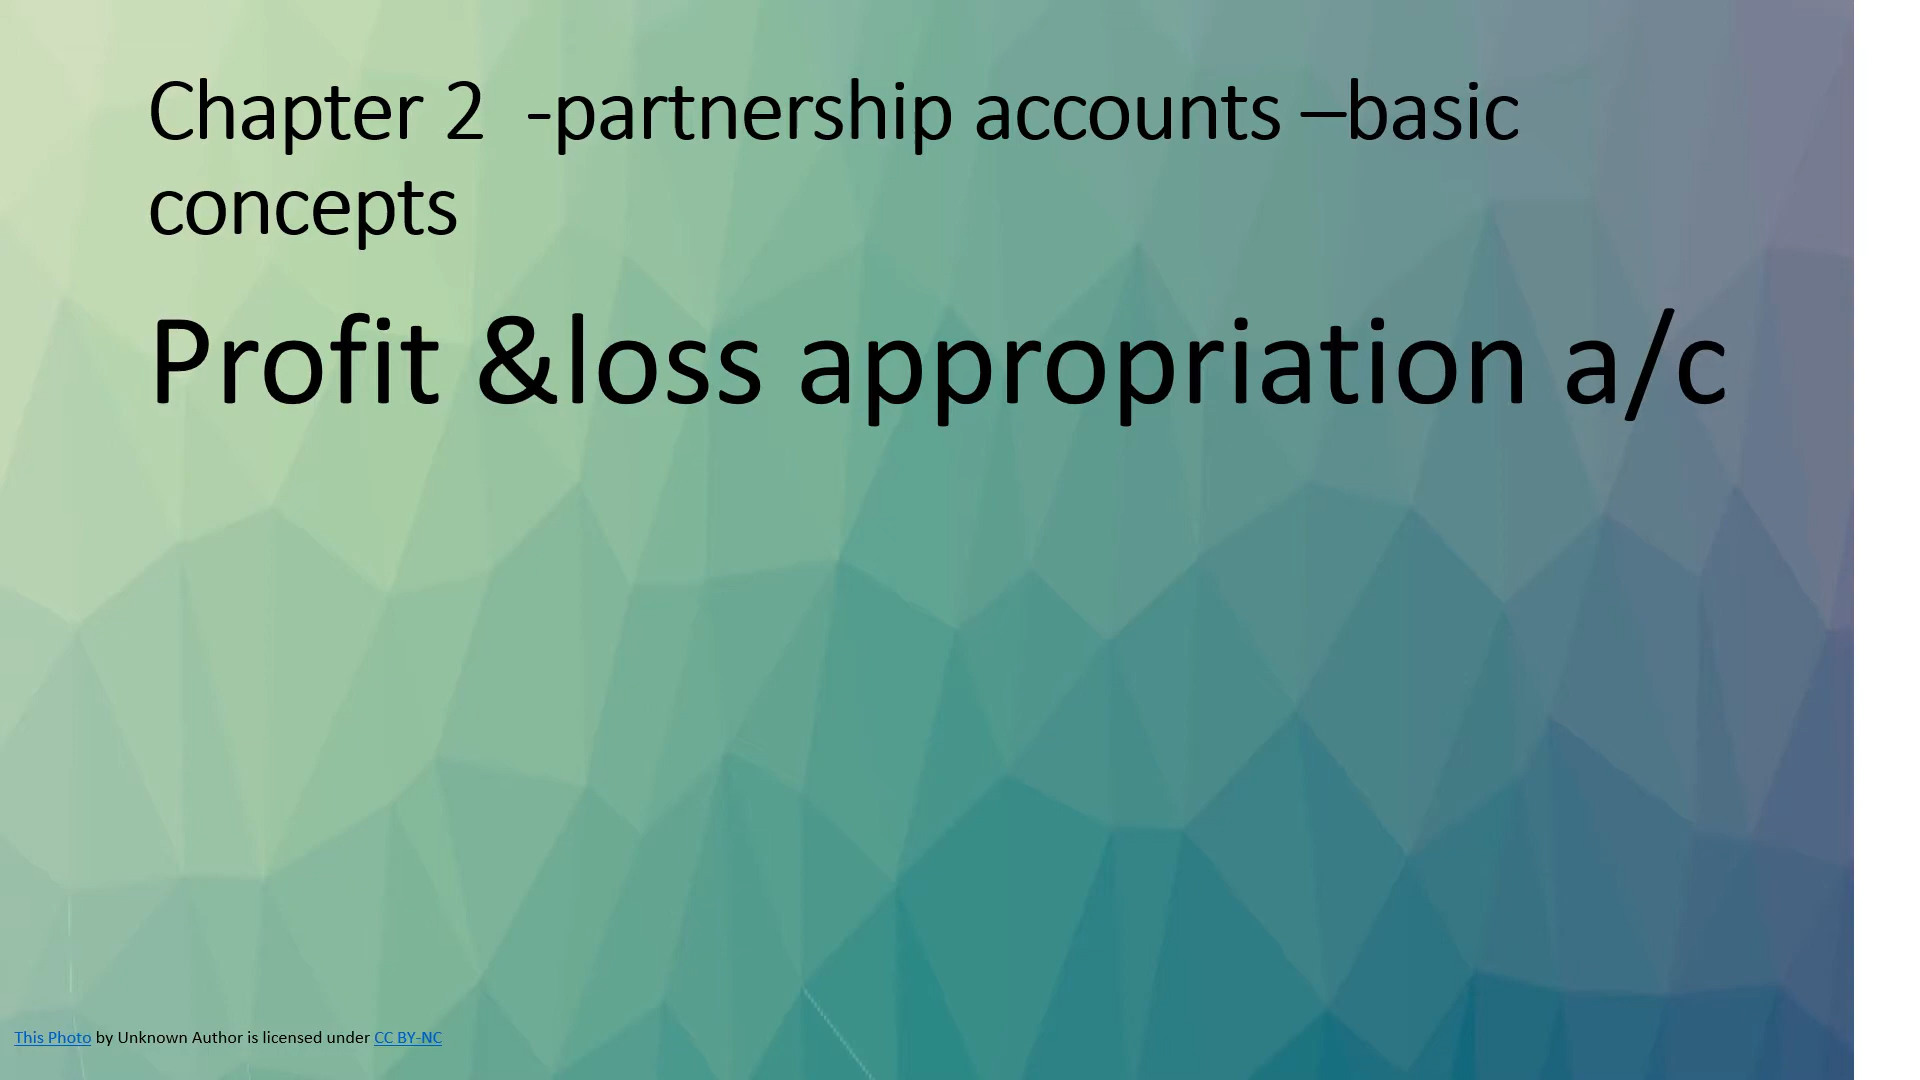 Chapter 2  -partnership accounts –basic
concepts
Profit &loss appropriation a/c
This Photo by Unknown Author is licensed under CC BY-NC